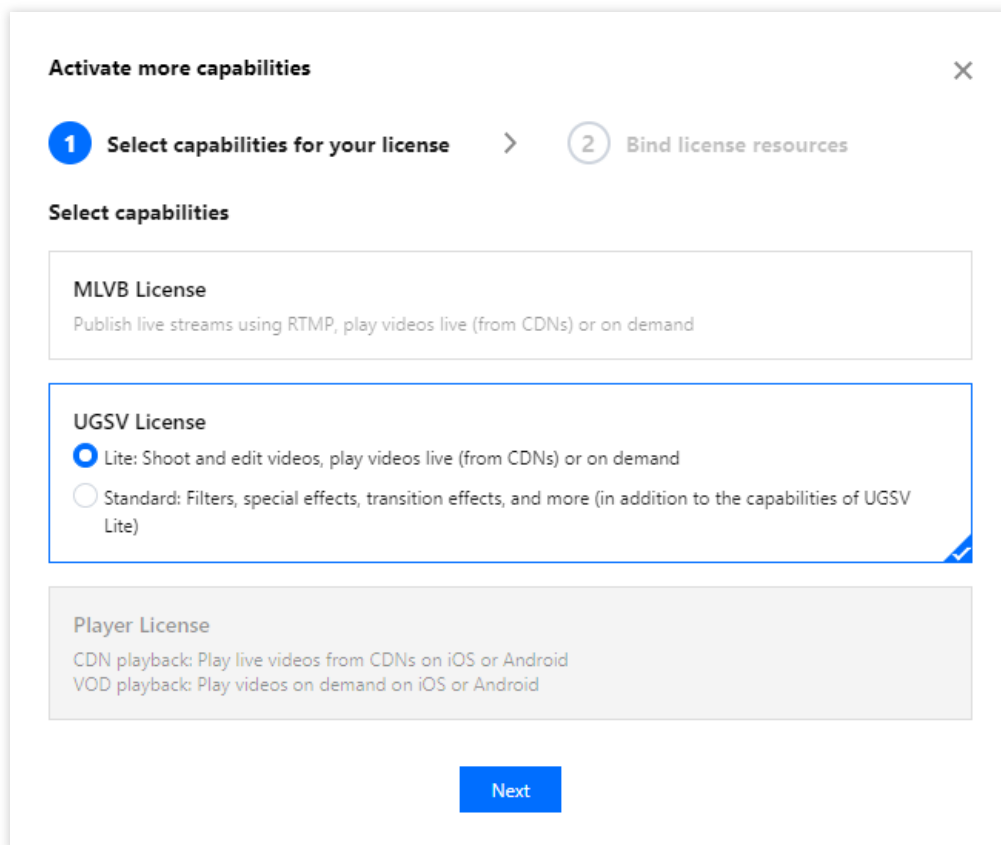 Activate more capabilities
1 Select capabilities for your license > 2 Bind license resources
Select capabilities
MLVB License
Publish live streams using RTMP, play videos live (from CDNs) or on demand
UGSV License
Lite: Shoot and edit videos, play videos live (from CDNs) or on demand
Standard: Filters, special effects, transition effects, and more (in addition to the capabilities of UGSV
Lite)
Player License
CDN playback: Play live videos from CDNs on iOS or Android
VOD playback: Play videos on demand on iOS or Android
Next